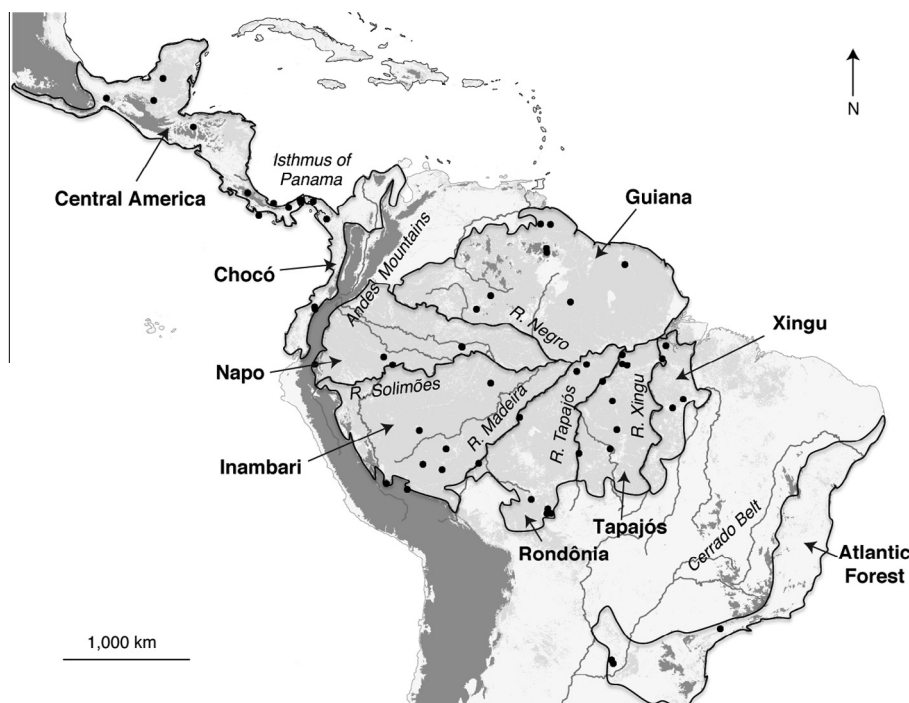 N
Isthmus of
Panama
Central America
Guiana
Chocó
Andes Mountains
R. Negro
Xingu
Napo
R. Solimões
R. Madeira
R. Tapajós
R. Xingu
Inambari
Tapajós
Rondônia
Cerrado Belt
Atlantic
Forest
1,000 km